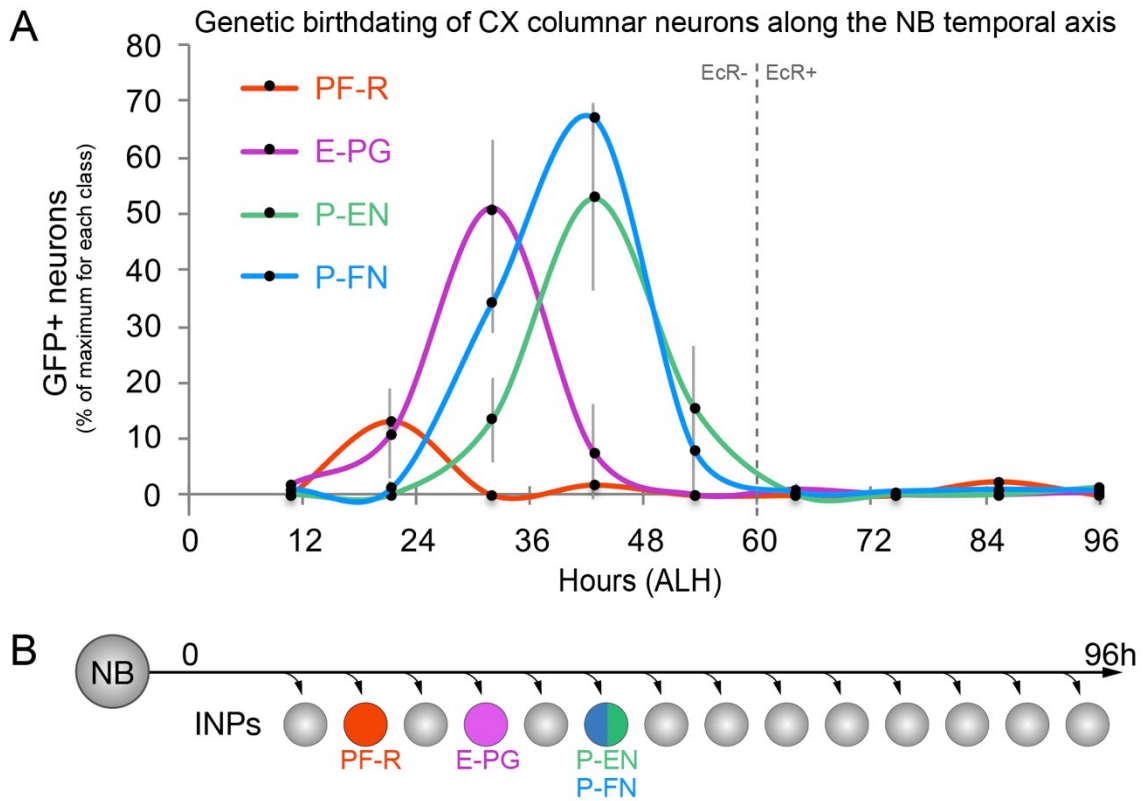 A
Genetic birthdating of CX columnar neurons along the NB temporal axis
GFP+ neurons
(% of maximum for each class)
80
70
60
50
40
30
20
10
0
PF-R
E-PG
P-EN
P-FN
EcR- EcR+
0 12 24 36 48 60 72 84 96
Hours (ALH)
B
NB
0 96h
INPs
PF-R E-PG P-EN
P-FN